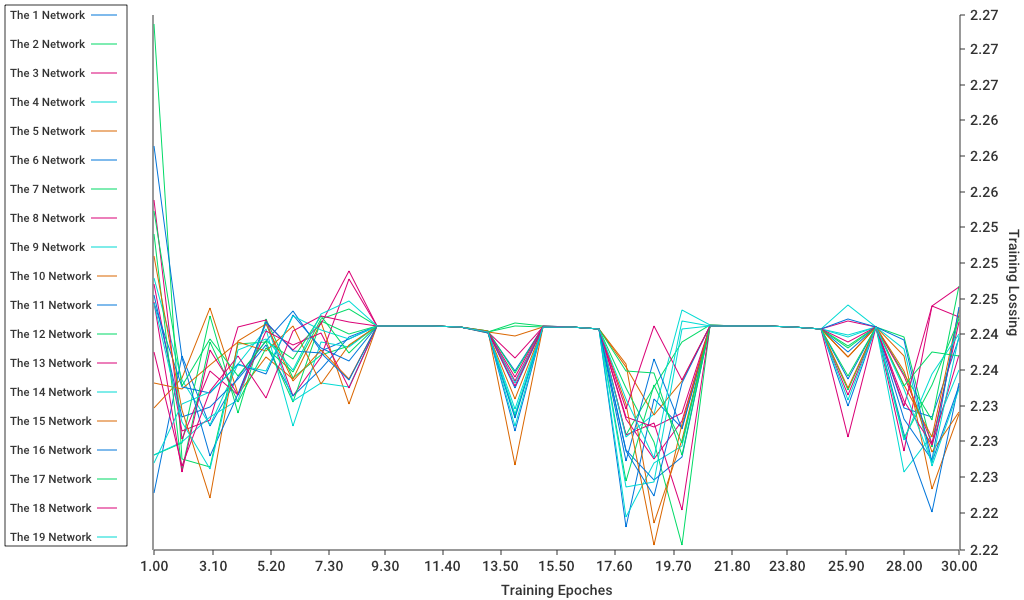 The 1 Network
The 2 Network
The 3 Network
The 4 Network
The 5 Network
The 6 Network
The 7 Network
The 8 Network
The 9 Network
The 10 Network
The 11 Network
The 12 Network
The 13 Network
The 14 Network
The 15 Network
The 16 Network
The 17 Network
The 18 Network
The 19 Network
2.27
2.27
2.27
2.26
2.26
2.26
2.25
2.25
2.25
2.24
2.24
2.23
2.23
2.23
2.22
2.22
Training Lossing
1.00 3.10 5.20 7.30 9.30 11.40 13.50 15.50 17.60 19.70 21.80 23.80 25.90 28.00 30.00
Training Epoches